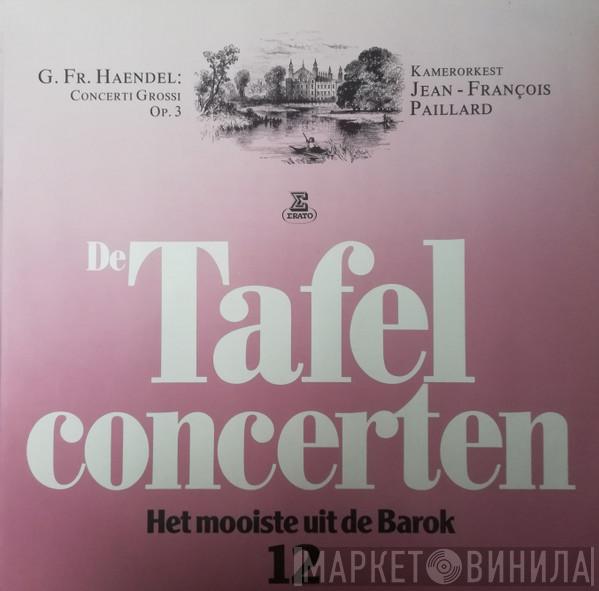 G. Fr. Haendel:
Concerti Grossi
Op. 3
Kamerorkest
Jean-François
Paillard
ERATO
De Tafel
concerten
Het mooiste uit de Barok
12
МАРКЕТ ВИНИЛА